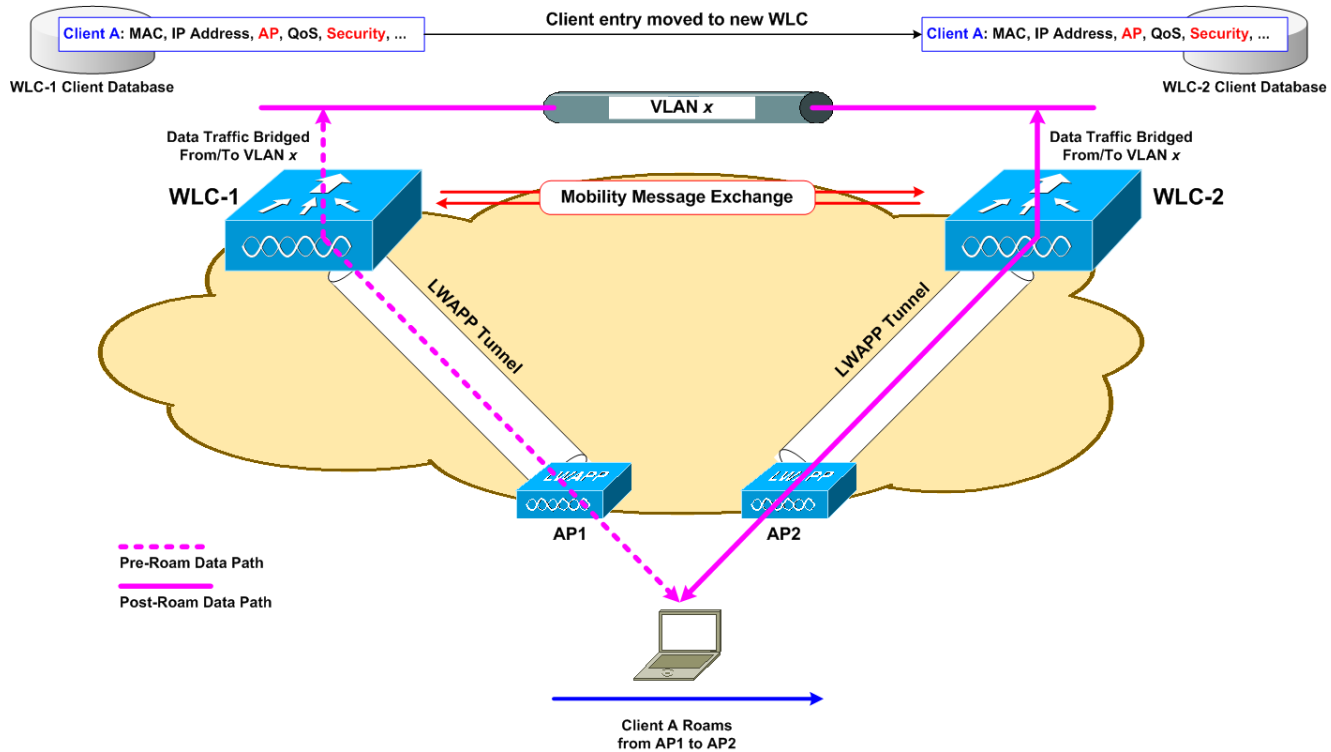 Client entry moved to new WLC
Client A: MAC, IP Address, AP, QoS, Security, ...
Client A: MAC, IP Address, AP, QoS, Security, ...
WLC-1 Client Database
WLC-2 Client Database
VLAN x
Data Traffic Bridged
From/To VLAN x
Data Traffic Bridged
From/To VLAN x
WLC-1
Mobility Message Exchange
WLC-2
LWAPP Tunnel
LWAPP Tunnel
LWAPP
LWAPP
AP1
AP2
Pre-Roam Data Path
Post-Roam Data Path
Client A Roams
from AP1 to AP2